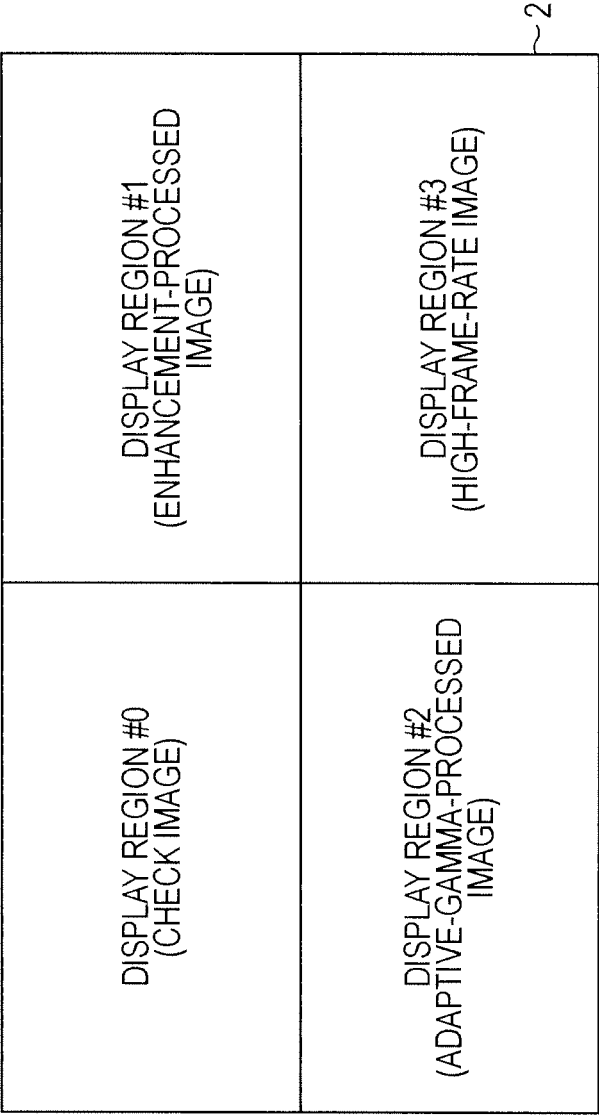 DISPLAY REGION #0
(CHECK IMAGE)
DISPLAY REGION #1
(ENHANCEMENT-PROCESSED
IMAGE)
DISPLAY REGION #2
(ADAPTIVE-GAMMA-PROCESSED
IMAGE)
DISPLAY REGION #3
(HIGH-FRAME-RATE IMAGE)
2